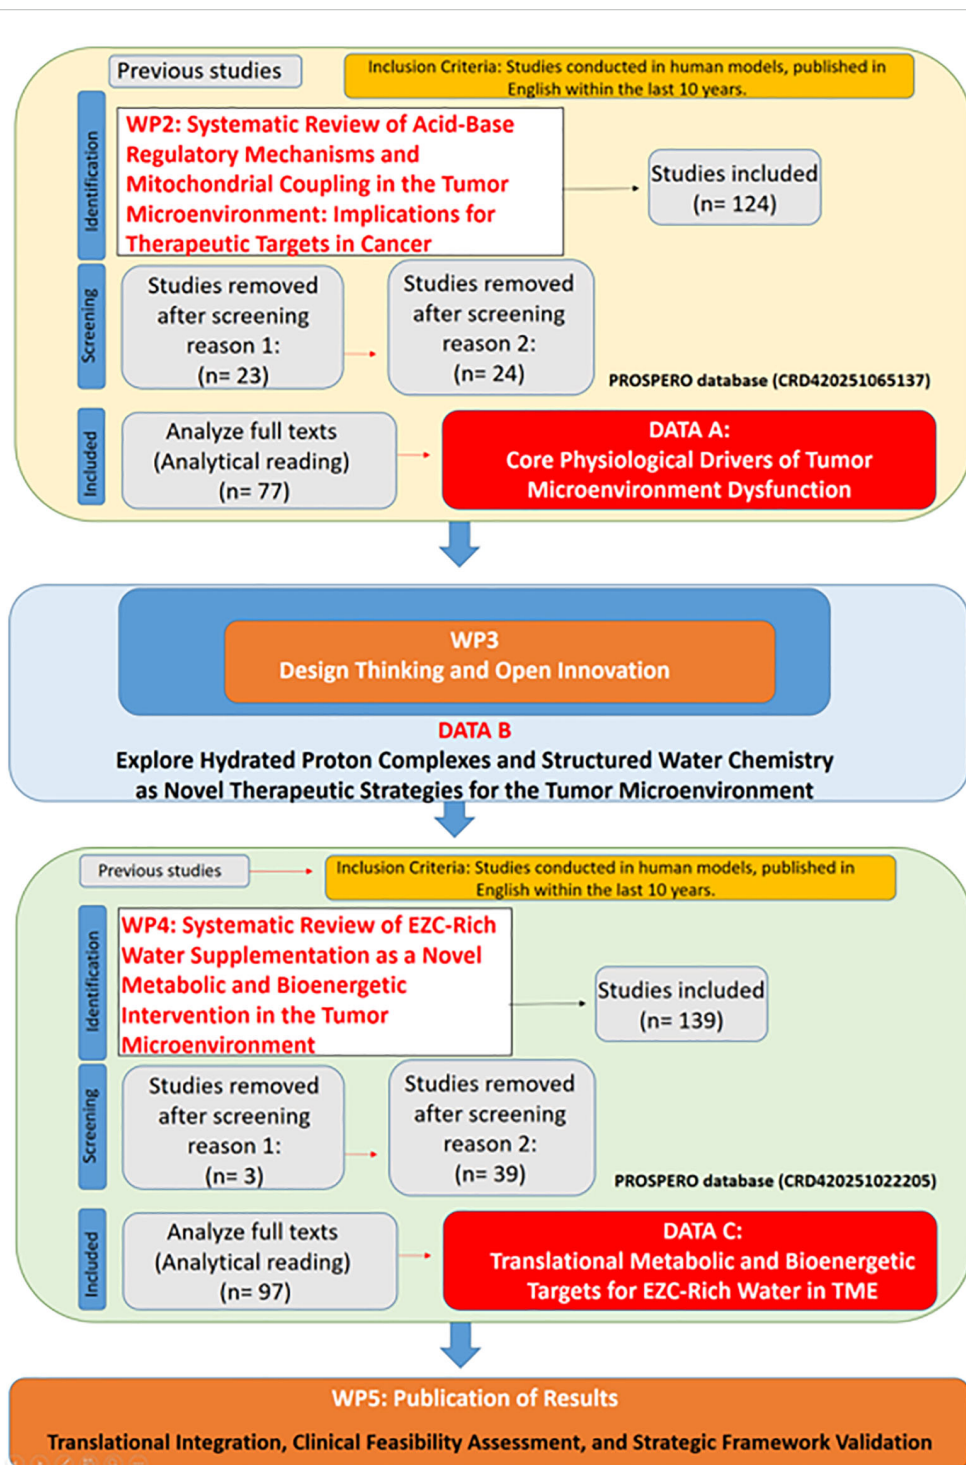 Previous studies
Inclusion Criteria: Studies conducted in human models, published in
English within the last 10 years.
Identification
WP2: Systematic Review of Acid-Base
Regulatory Mechanisms and
Mitochondrial Coupling in the Tumor
Microenvironment: Implications for
Therapeutic Targets in Cancer
Studies included
(n= 124)
Screening
Studies removed
after screening
reason 1:
(n= 23)
Studies removed
after screening
reason 2:
(n= 24)
PROSPERO database (CRD420251065137)
Included
Analyze full texts
(Analytical reading)
(n= 77)
DATA A:
Core Physiological Drivers of Tumor
Microenvironment Dysfunction
WP3
Design Thinking and Open Innovation
DATA B
Explore Hydrated Proton Complexes and Structured Water Chemistry
as Novel Therapeutic Strategies for the Tumor Microenvironment
Previous studies
Inclusion Criteria: Studies conducted in human models, published in
English within the last 10 years.
Identification
WP4: Systematic Review of EZC-Rich
Water Supplementation as a Novel
Metabolic and Bioenergetic
Intervention in the Tumor
Microenvironment
Studies included
(n= 139)
Screening
Studies removed
after screening
reason 1:
(n= 3)
Studies removed
after screening
reason 2:
(n= 39)
PROSPERO database (CRD420251022205)
Included
Analyze full texts
(Analytical reading)
(n= 97)
DATA C:
Translational Metabolic and Bioenergetic
Targets for EZC-Rich Water in TME
WP5: Publication of Results
Translational Integration, Clinical Feasibility Assessment, and Strategic Framework Validation